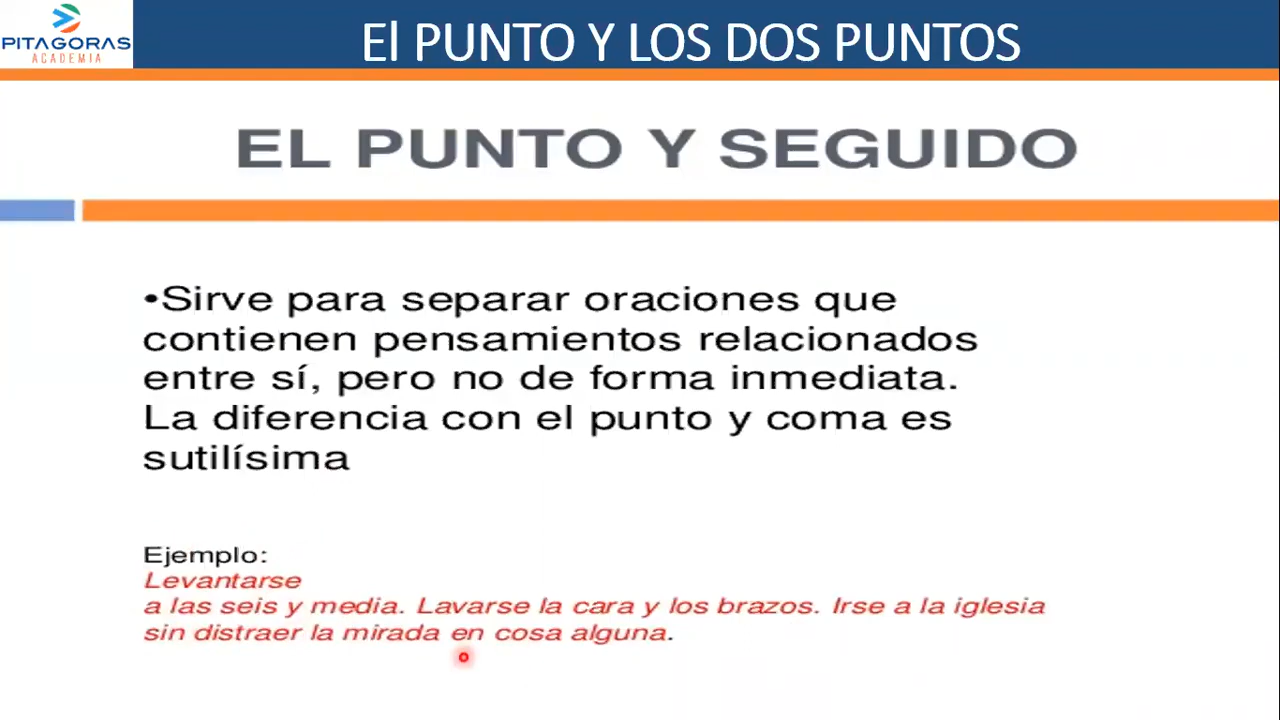 PITAGORAS
ACADEMIA
El PUNTO Y LOS DOS PUNTOS
EL PUNTO Y SEGUIDO
•Sirve para separar oraciones que
contienen pensamientos relacionados
entre sí, pero no de forma inmediata.
La diferencia con el punto y coma es
sutilísima
Ejemplo:
Levantarse
a las seis y media. Lavarse la cara y los brazos. Irse a la iglesia
sin distraer la mirada en cosa alguna.